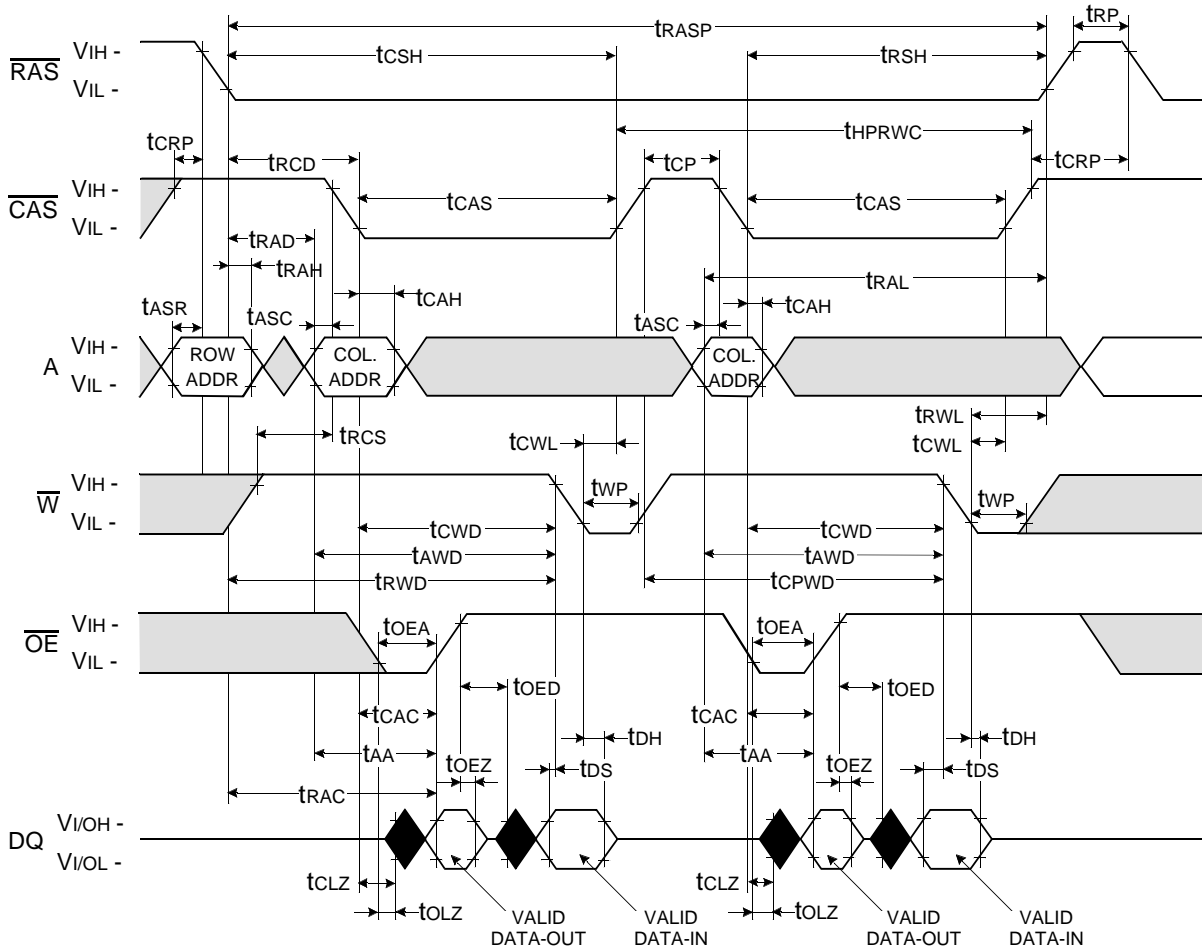 tRASP
tRP
tCSH
tRSH
RAS
VIH -
VIL -
tHPRWC
tCRP
tRCD
tCP
tCRP
CAS
VIH -
VIL -
tCAS
tCAS
tRAD
tRAH
tRAL
tASR
tASC
tCAH
tASC
tCAH
A
VIH -
VIL -
ROW
ADDR
COL.
ADDR
COL.
ADDR
tRCS
tCWL
tRWL
tCWL
W
VIH -
VIL -
tWP
tWP
tCWD
tCWD
tAWD
tAWD
tRWD
tCPWD
OE
VIH -
VIL -
tOEA
tOEA
tOED
tOED
tCAC
tCAC
tDH
tDH
tAA
tAA
tOEZ
tDS
tOEZ
tDS
tRAC
DQ
VI/OH -
VI/OL -
tCLZ
tCLZ
tOLZ
tOLZ
VALID
DATA-OUT
VALID
DATA-IN
VALID
DATA-OUT
VALID
DATA-IN